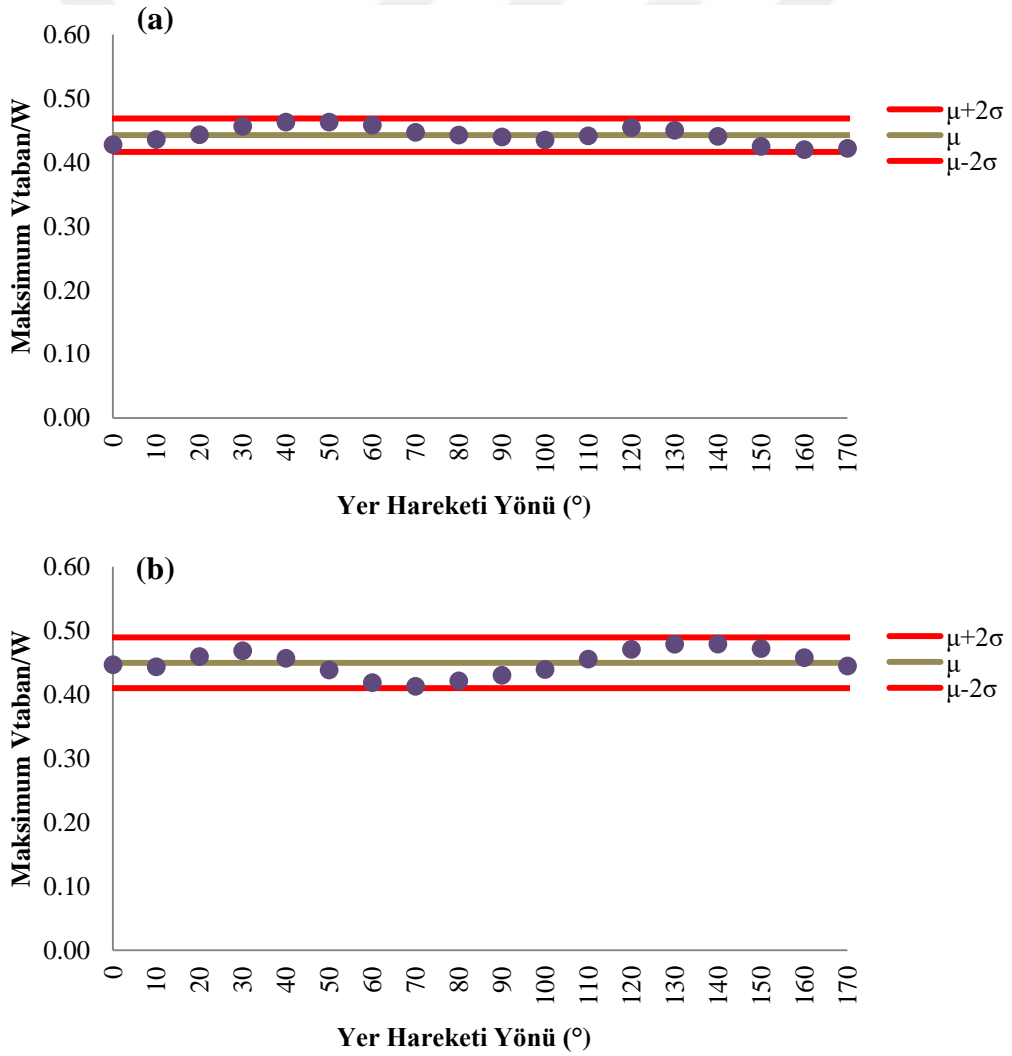 (a)
0.60
0.50
0.40
0.30
0.20
0.10
0.00
Maksimum Vtaban/W
0 10 20 30 40 50 60 70 80 90 100 110 120 130 140 150 160 170
Yer Hareketi Yönü (°)
μ+2σ
μ
μ-2σ
(b)
0.60
0.50
0.40
0.30
0.20
0.10
0.00
Maksimum Vtaban/W
0 10 20 30 40 50 60 70 80 90 100 110 120 130 140 150 160 170
Yer Hareketi Yönü (°)
μ+2σ
μ
μ-2σ